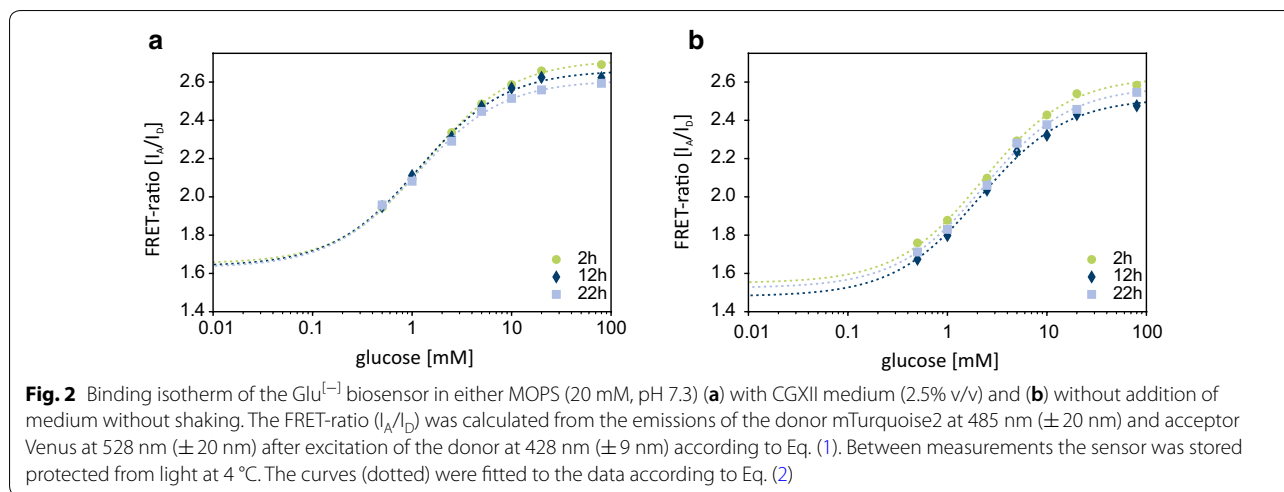 a
FRET-ratio [I_A/I_D]
2.6
2.4
2.2
2.0
1.8
1.6
1.4
0.01 0.1 1 10 100
glucose [mM]
2h
12h
22h
b
FRET-ratio [I_A/I_D]
2.6
2.4
2.2
2.0
1.8
1.6
1.4
0.01 0.1 1 10 100
glucose [mM]
2h
12h
22h
Fig. 2 Binding isotherm of the Glu[−] biosensor in either MOPS (20 mM, pH 7.3) (a) with CGXII medium (2.5% v/v) and (b) without addition of
medium without shaking. The FRET-ratio (I_A/I_D) was calculated from the emissions of the donor mTurquoise2 at 485 nm (± 20 nm) and acceptor
Venus at 528 nm (± 20 nm) after excitation of the donor at 428 nm (± 9 nm) according to Eq. (1). Between measurements the sensor was stored
protected from light at 4 °C. The curves (dotted) were fitted to the data according to Eq. (2)